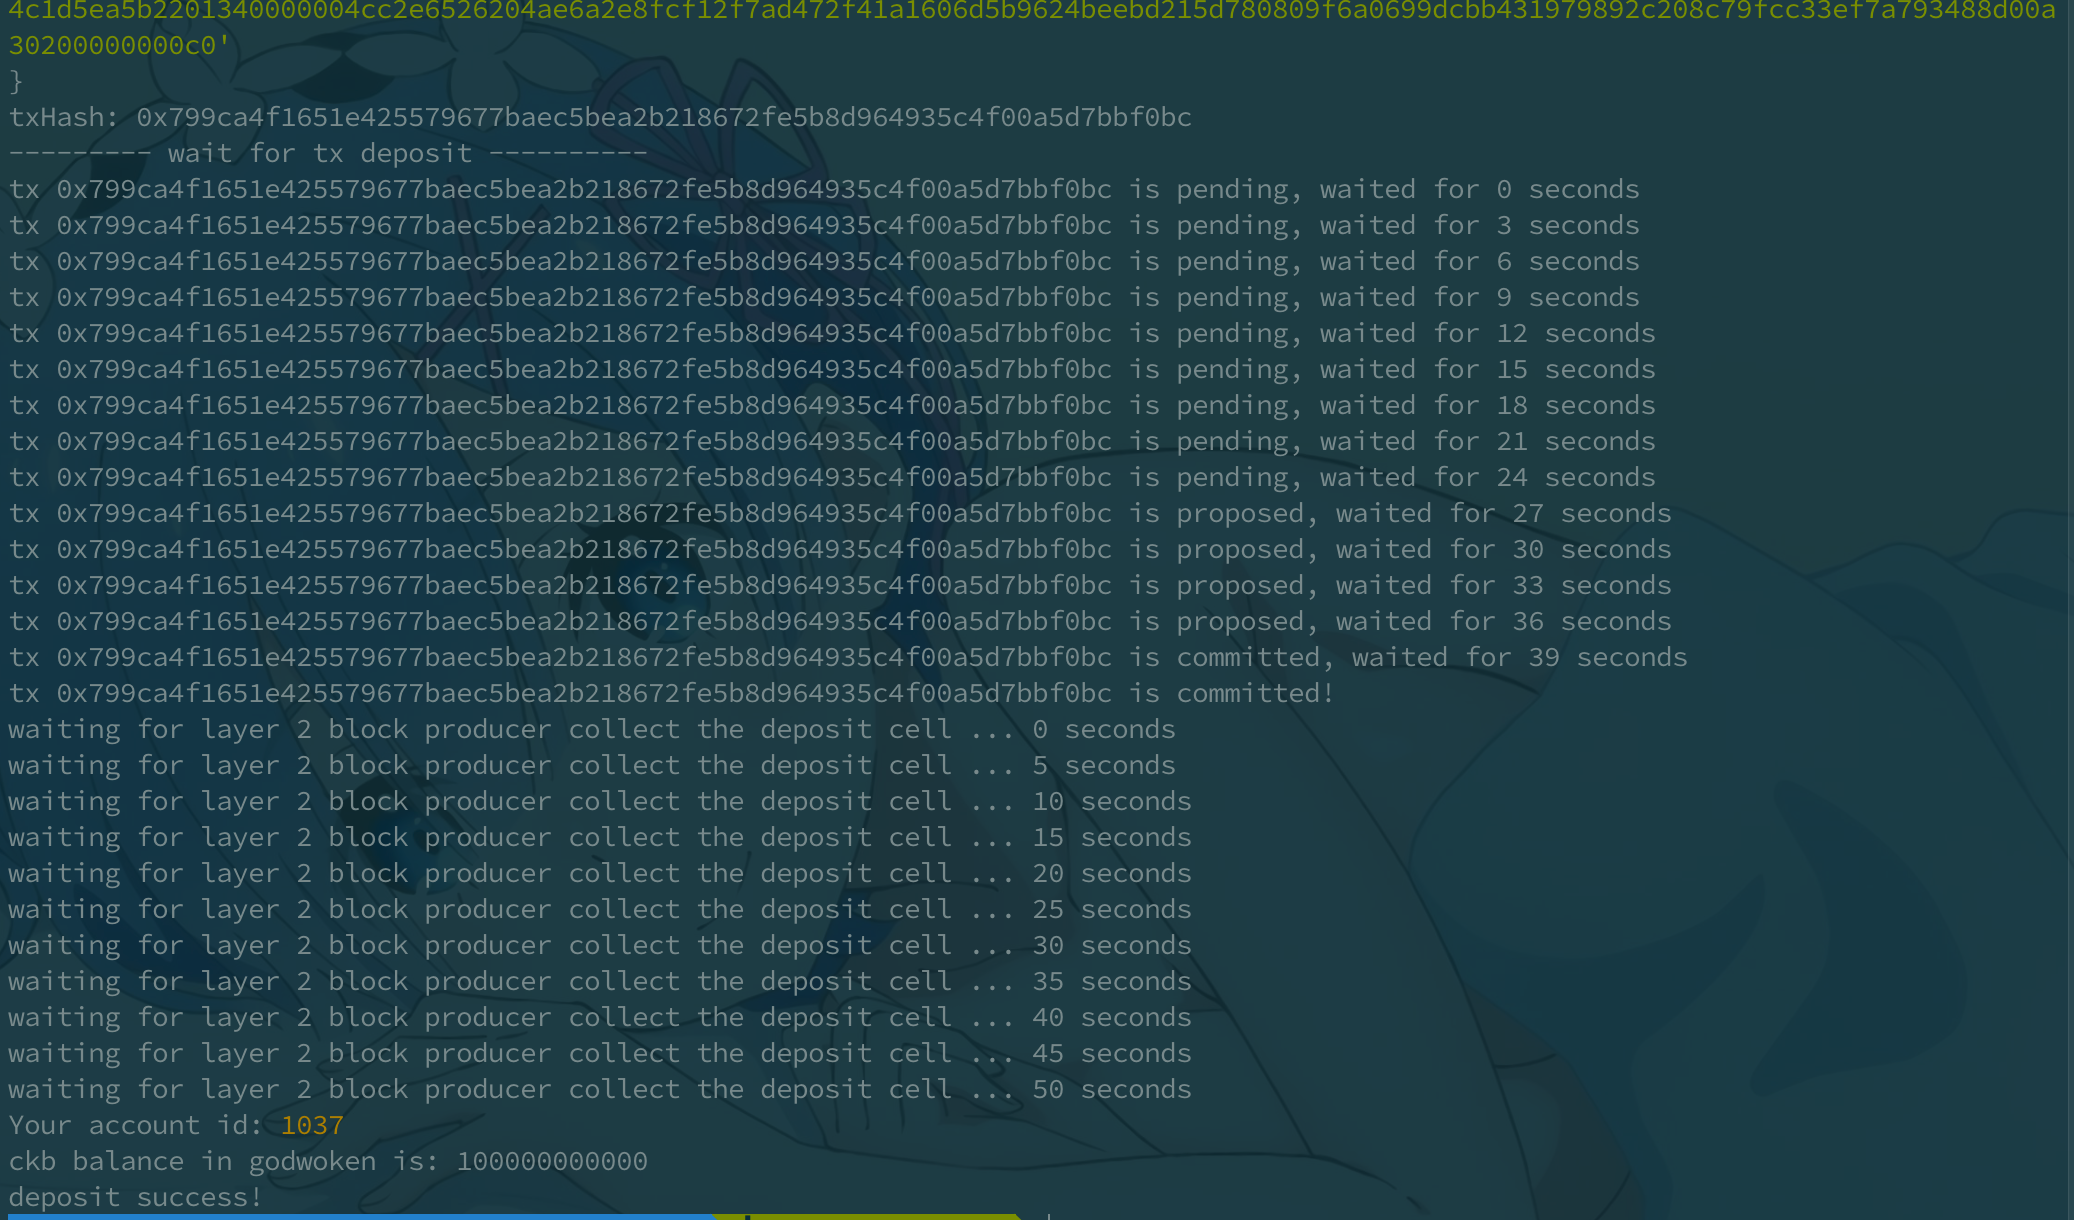 4c1d5ea5b2201340000004cc2e6526204ae6a2e8fcf12f7ad472f41a1606d5b9624beebd215d780809f6a0699dcbb431979892c208c79fcc33ef7a793488d00a
30200000000c0'
}
txHash: 0x799ca4f1651e425579677baec5bea2b218672fe5b8d964935c4f00a5d7bbf0bc
--------- wait for tx deposit ----------
tx 0x799ca4f1651e425579677baec5bea2b218672fe5b8d964935c4f00a5d7bbf0bc is pending, waited for 0 seconds
tx 0x799ca4f1651e425579677baec5bea2b218672fe5b8d964935c4f00a5d7bbf0bc is pending, waited for 3 seconds
tx 0x799ca4f1651e425579677baec5bea2b218672fe5b8d964935c4f00a5d7bbf0bc is pending, waited for 6 seconds
tx 0x799ca4f1651e425579677baec5bea2b218672fe5b8d964935c4f00a5d7bbf0bc is pending, waited for 9 seconds
tx 0x799ca4f1651e425579677baec5bea2b218672fe5b8d964935c4f00a5d7bbf0bc is pending, waited for 12 seconds
tx 0x799ca4f1651e425579677baec5bea2b218672fe5b8d964935c4f00a5d7bbf0bc is pending, waited for 15 seconds
tx 0x799ca4f1651e425579677baec5bea2b218672fe5b8d964935c4f00a5d7bbf0bc is pending, waited for 18 seconds
tx 0x799ca4f1651e425579677baec5bea2b218672fe5b8d964935c4f00a5d7bbf0bc is pending, waited for 21 seconds
tx 0x799ca4f1651e425579677baec5bea2b218672fe5b8d964935c4f00a5d7bbf0bc is pending, waited for 24 seconds
tx 0x799ca4f1651e425579677baec5bea2b218672fe5b8d964935c4f00a5d7bbf0bc is proposed, waited for 27 seconds
tx 0x799ca4f1651e425579677baec5bea2b218672fe5b8d964935c4f00a5d7bbf0bc is proposed, waited for 30 seconds
tx 0x799ca4f1651e425579677baec5bea2b218672fe5b8d964935c4f00a5d7bbf0bc is proposed, waited for 33 seconds
tx 0x799ca4f1651e425579677baec5bea2b218672fe5b8d964935c4f00a5d7bbf0bc is proposed, waited for 36 seconds
tx 0x799ca4f1651e425579677baec5bea2b218672fe5b8d964935c4f00a5d7bbf0bc is committed, waited for 39 seconds
tx 0x799ca4f1651e425579677baec5bea2b218672fe5b8d964935c4f00a5d7bbf0bc is committed!
waiting for layer 2 block producer collect the deposit cell ... 0 seconds
waiting for layer 2 block producer collect the deposit cell ... 5 seconds
waiting for layer 2 block producer collect the deposit cell ... 10 seconds
waiting for layer 2 block producer collect the deposit cell ... 15 seconds
waiting for layer 2 block producer collect the deposit cell ... 20 seconds
waiting for layer 2 block producer collect the deposit cell ... 25 seconds
waiting for layer 2 block producer collect the deposit cell ... 30 seconds
waiting for layer 2 block producer collect the deposit cell ... 35 seconds
waiting for layer 2 block producer collect the deposit cell ... 40 seconds
waiting for layer 2 block producer collect the deposit cell ... 45 seconds
waiting for layer 2 block producer collect the deposit cell ... 50 seconds
Your account id: 1037
ckb balance in godwoken is: 100000000000
deposit success!